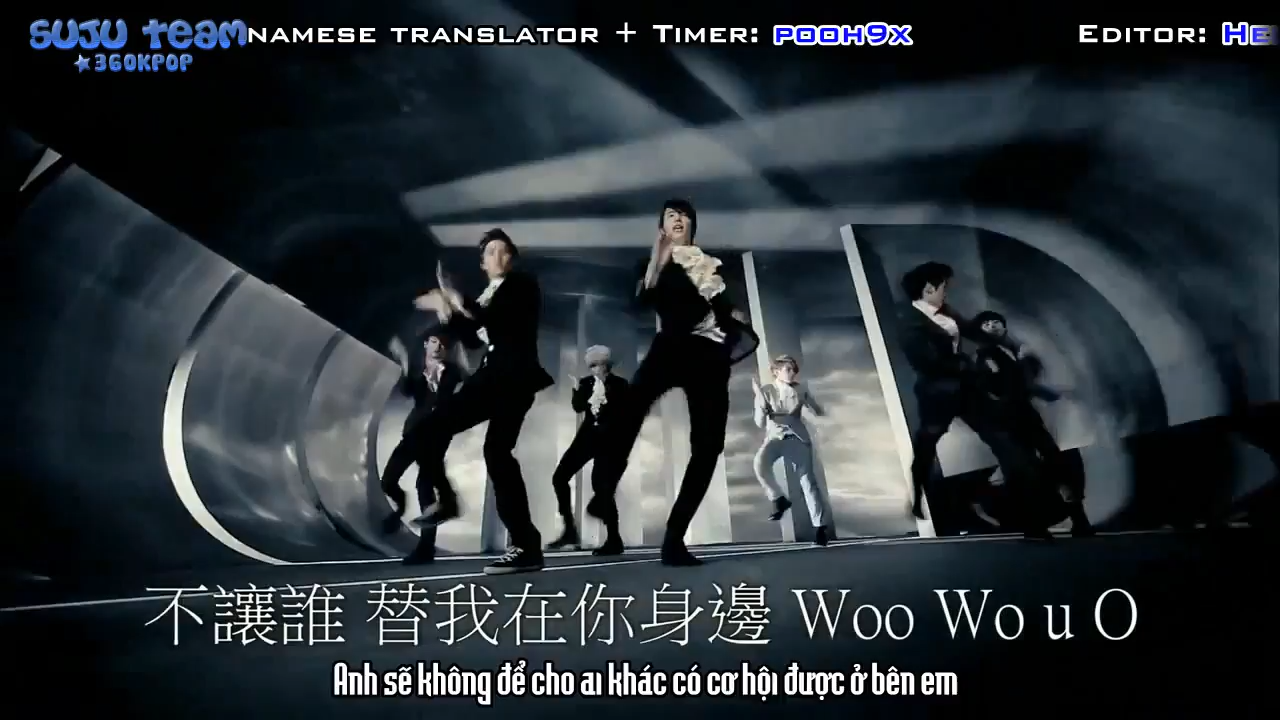 SUJU TEAM
★360KPOP
NAMESE TRANSLATOR + TIMER: POOH9X
EDITOR: HE
不讓誰 替我在你身邊 Woo Wo u O
Anh sẽ không để cho ai khác có cơ hội được ở bên em